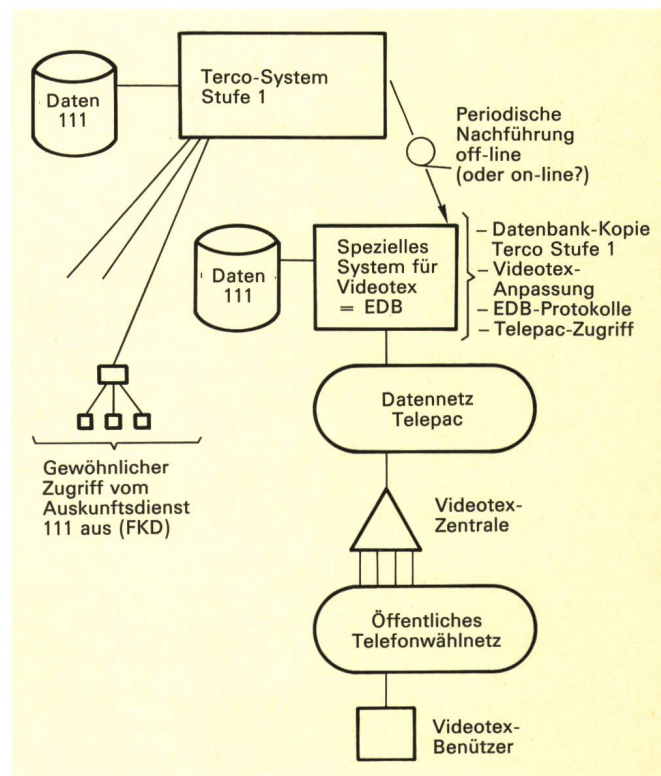 Daten
111
Terco-System
Stufe 1
Periodische
Nachführung
off-line
(oder on-line?)
Daten
111
Spezielles
System für
Videotex
= EDB
– Datenbank-Kopie
Terco Stufe 1
– Videotex-
Anpassung
– EDB-Protokolle
– Telepac-Zugriff
Datennetz
Telepac
Gewöhnlicher
Zugriff vom
Auskunftsdienst
111 aus (FKD)
Videotex-
Zentrale
Öffentliches
Telefonwählnetz
Videotex-
Benützer